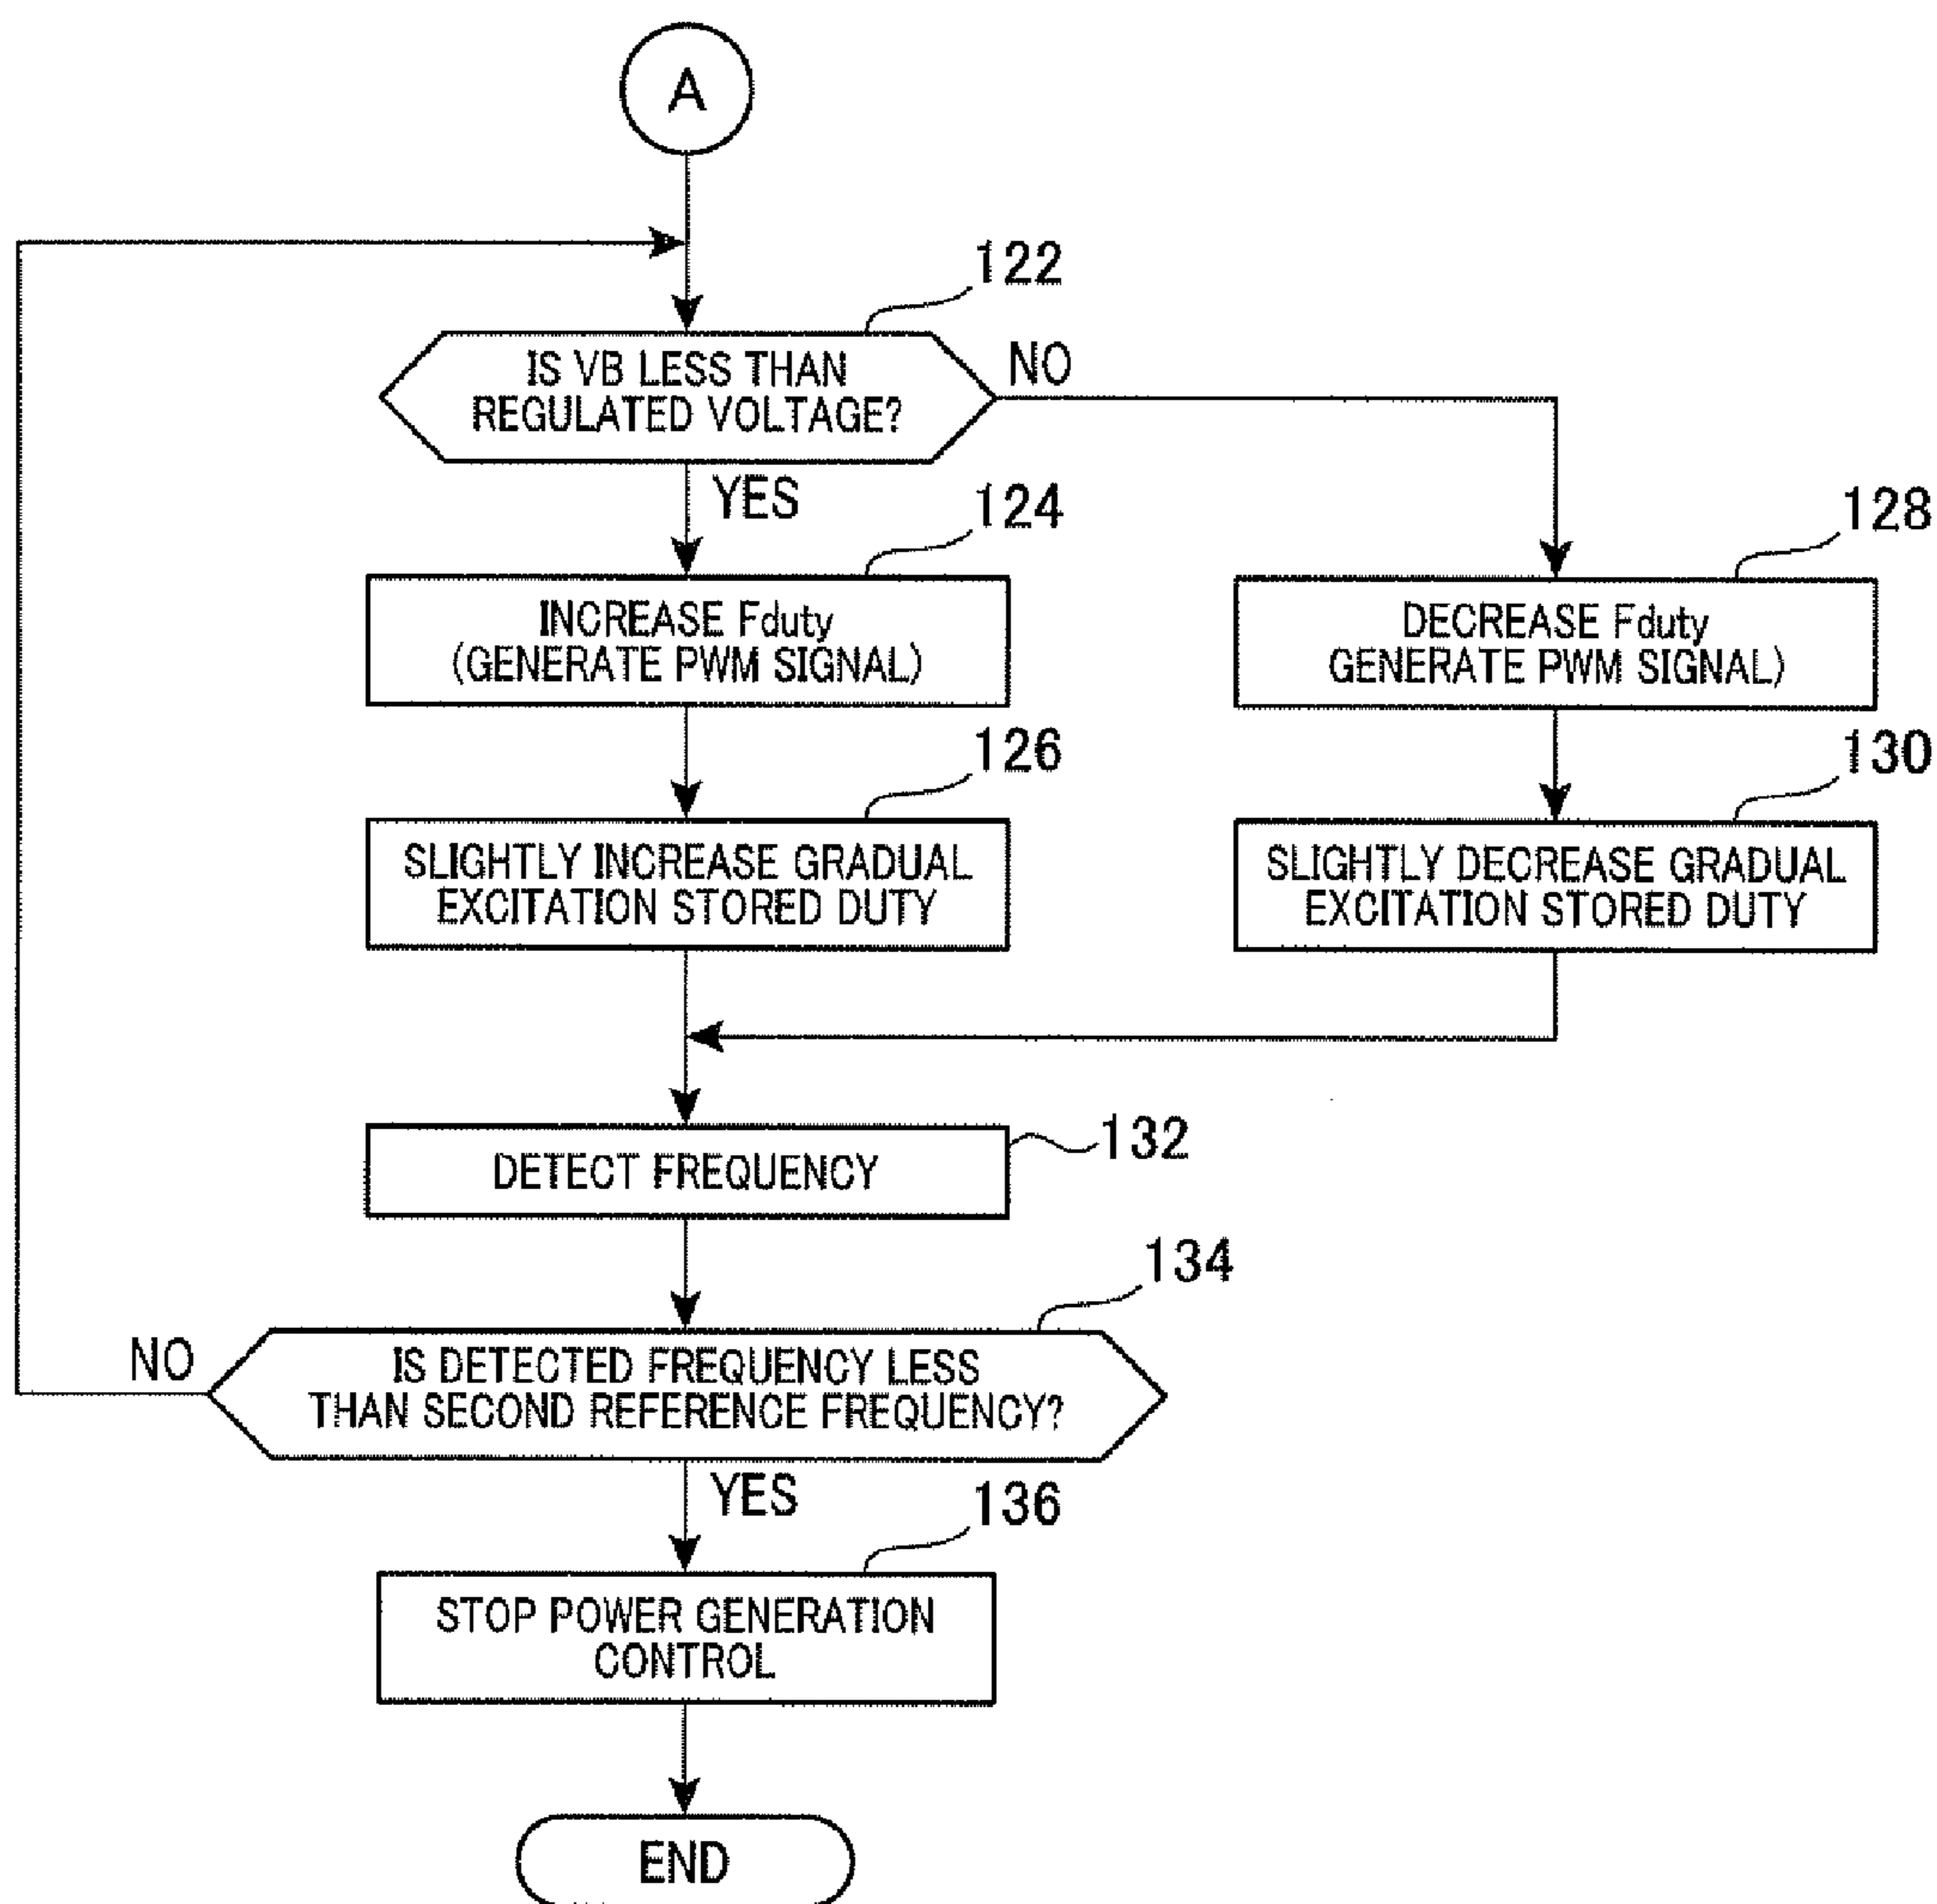 A
122
IS VB LESS THAN
REGULATED VOLTAGE?
NO
YES
124
INCREASE Fduty
(GENERATE PWM SIGNAL)
128
DECREASE Fduty
GENERATE PWM SIGNAL)
126
SLIGHTLY INCREASE GRADUAL
EXCITATION STORED DUTY
130
SLIGHTLY DECREASE GRADUAL
EXCITATION STORED DUTY
132
DETECT FREQUENCY
134
NO
IS DETECTED FREQUENCY LESS
THAN SECOND REFERENCE FREQUENCY?
YES
136
STOP POWER GENERATION
CONTROL
END